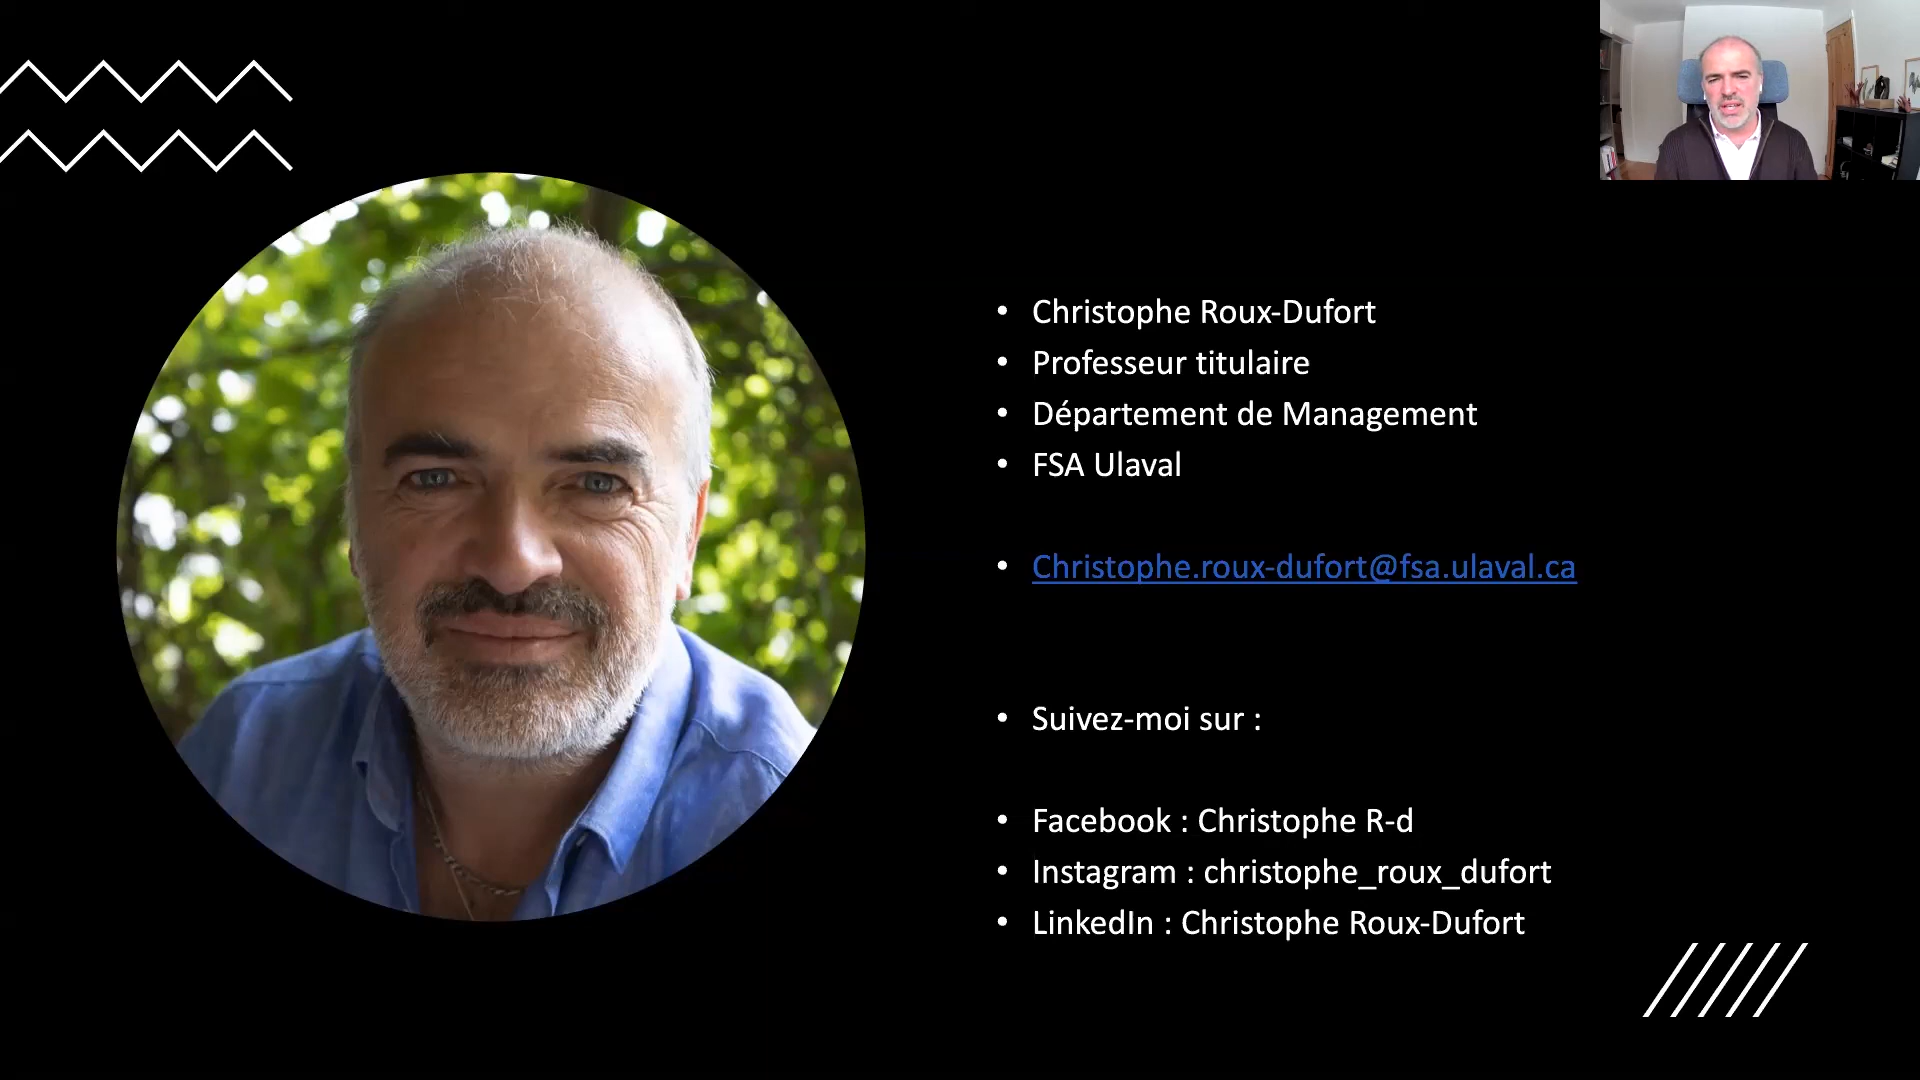 • Christophe Roux-Dufort
• Professeur titulaire
• Département de Management
• FSA Ulaval
• Christophe.roux-dufort@fsa.ulaval.ca
• Suivez-moi sur :
• Facebook : Christophe R-d
• Instagram : christophe_roux_dufort
• LinkedIn : Christophe Roux-Dufort